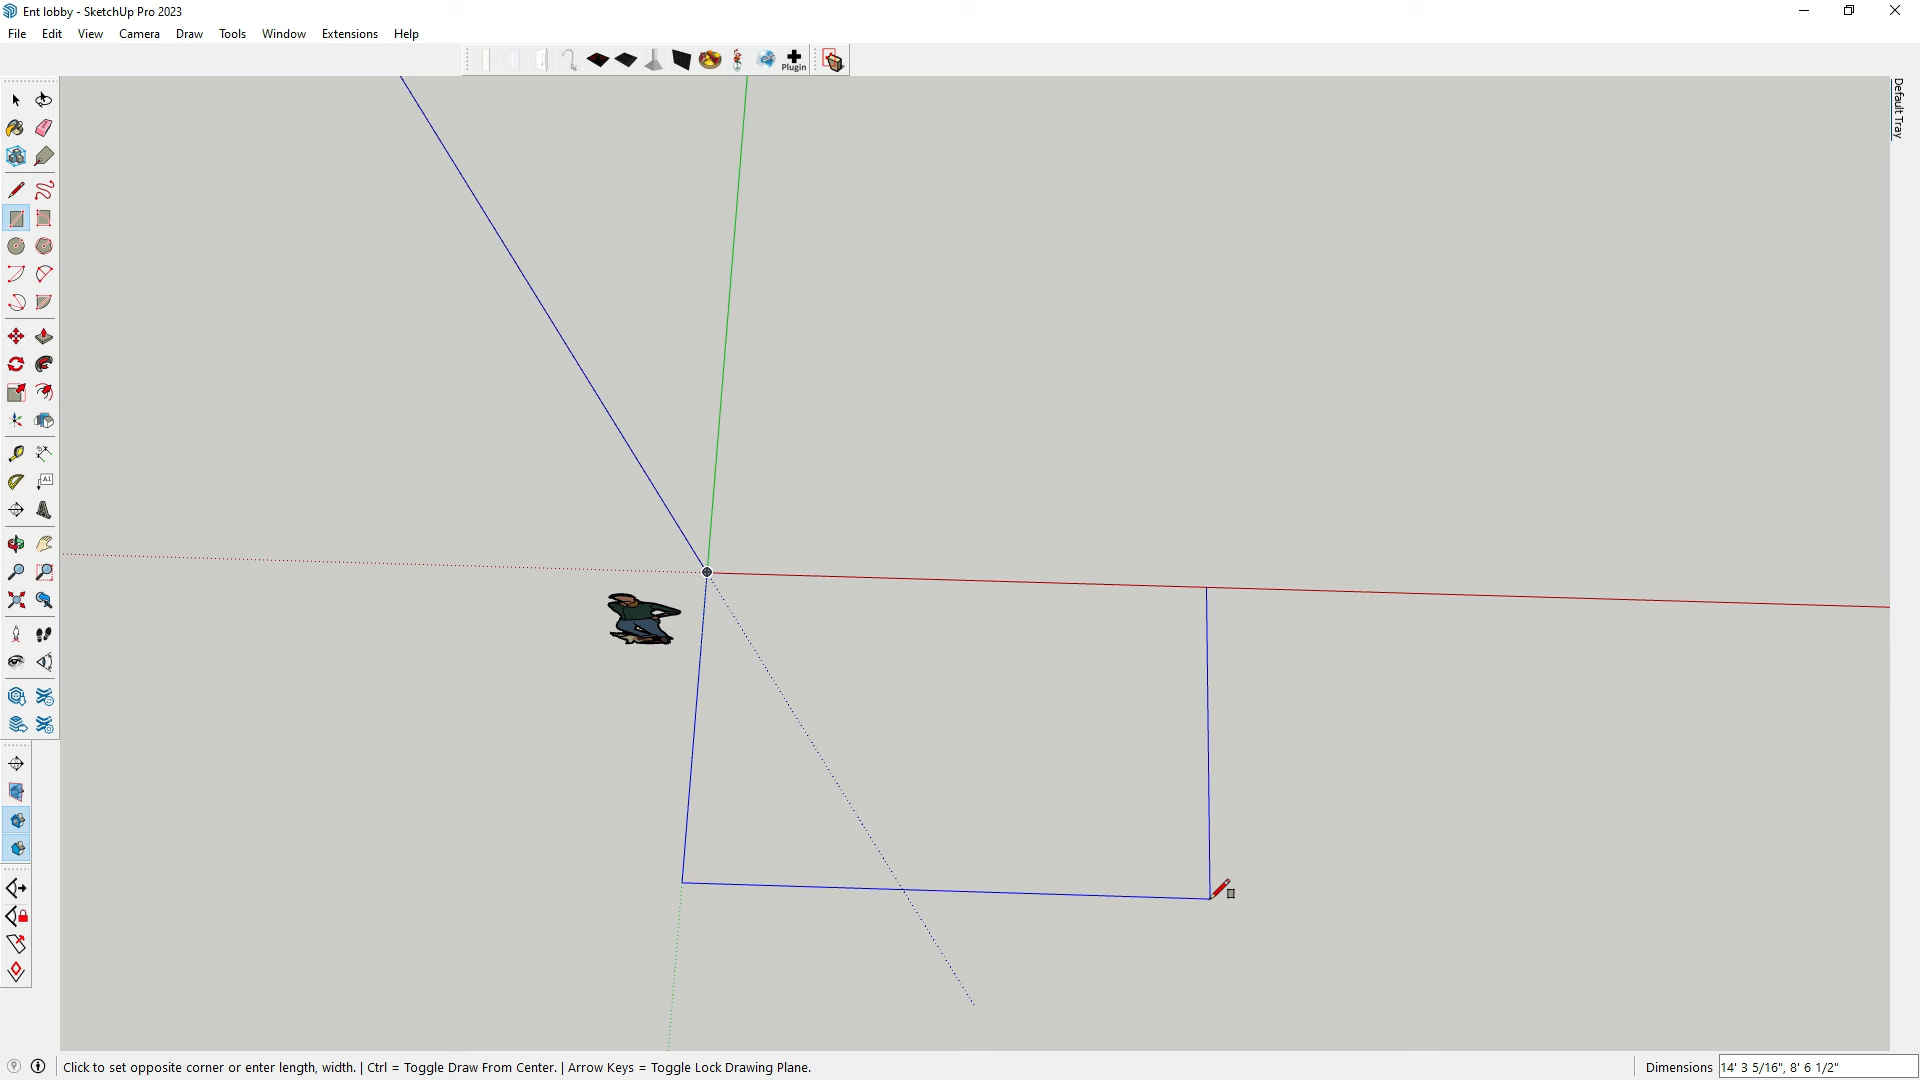 Ent lobby - SketchUp Pro 2023
File Edit View Camera Draw Tools Window Extensions Help
Plugin
Default Tray
A1
Click to set opposite corner or enter length, width. | Ctrl = Toggle Draw From Center. | Arrow Keys = Toggle Lock Drawing Plane.
Dimensions 14' 3 5/16", 8' 6 1/2"